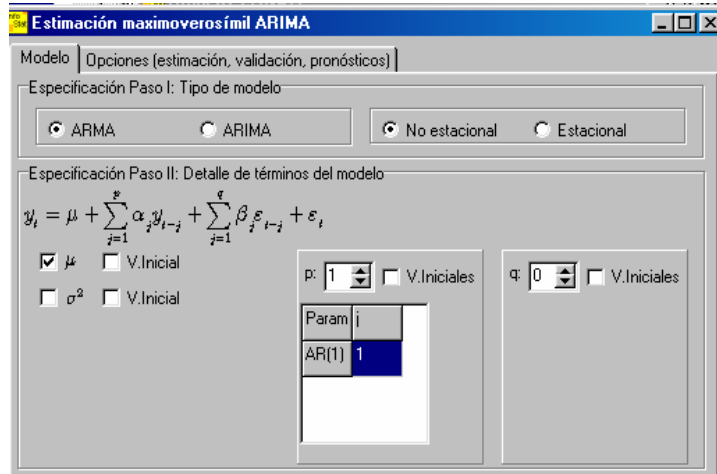 Estimación maximoverosímil ARIMA
Modelo Opciones (estimación, validación, pronósticos)
Especificación Paso I: Tipo de modelo
ARMA ARIMA No estacional Estacional
Especificación Paso II: Detalle de términos del modelo
y_t = μ + ∑_{j=1}^{p} α_j y_{t-j} + ∑_{j=1}^{q} β_j ε_{t-j} + ε_t
μ V.Inicial
σ² V.Inicial
p: 1 V.Iniciales
Param j
AR(1) 1
q: 0 V.Iniciales